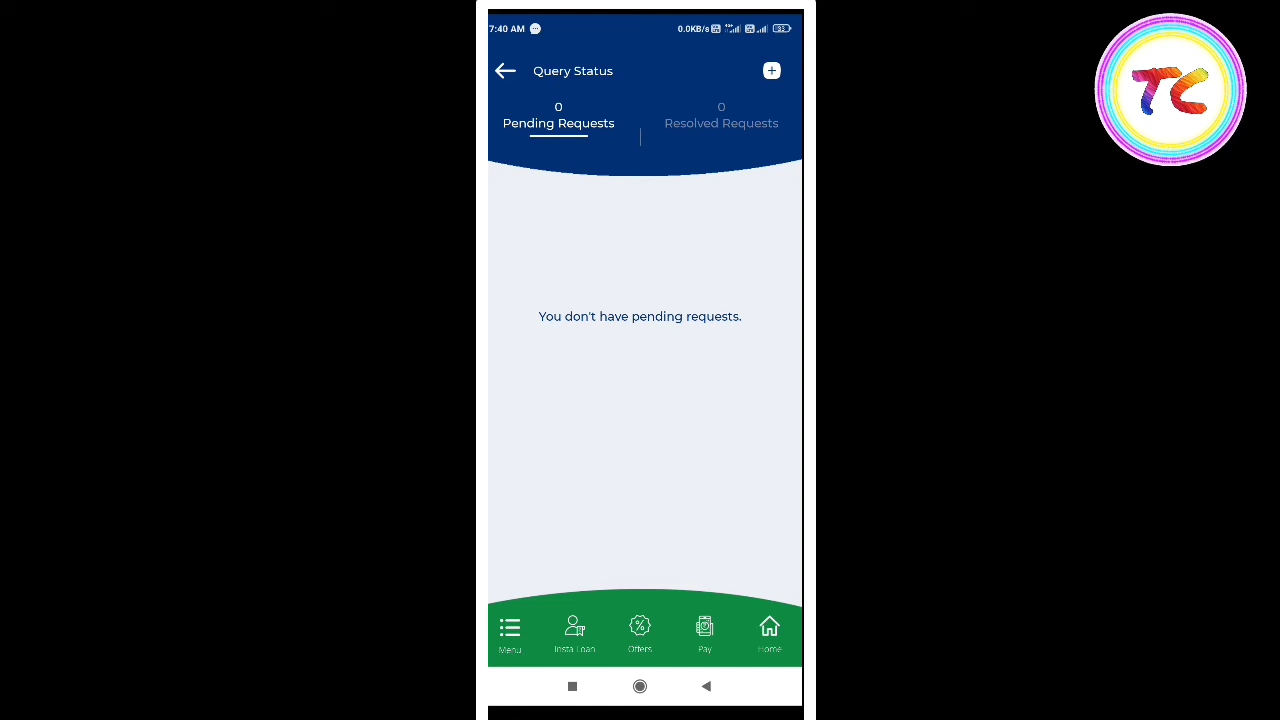 7:40 AM 0.0KB/s
Query Status
0
Pending Requests
0
Resolved Requests
You don't have pending requests.
Menu
Insta Loan
Offers
Pay
Home
TC